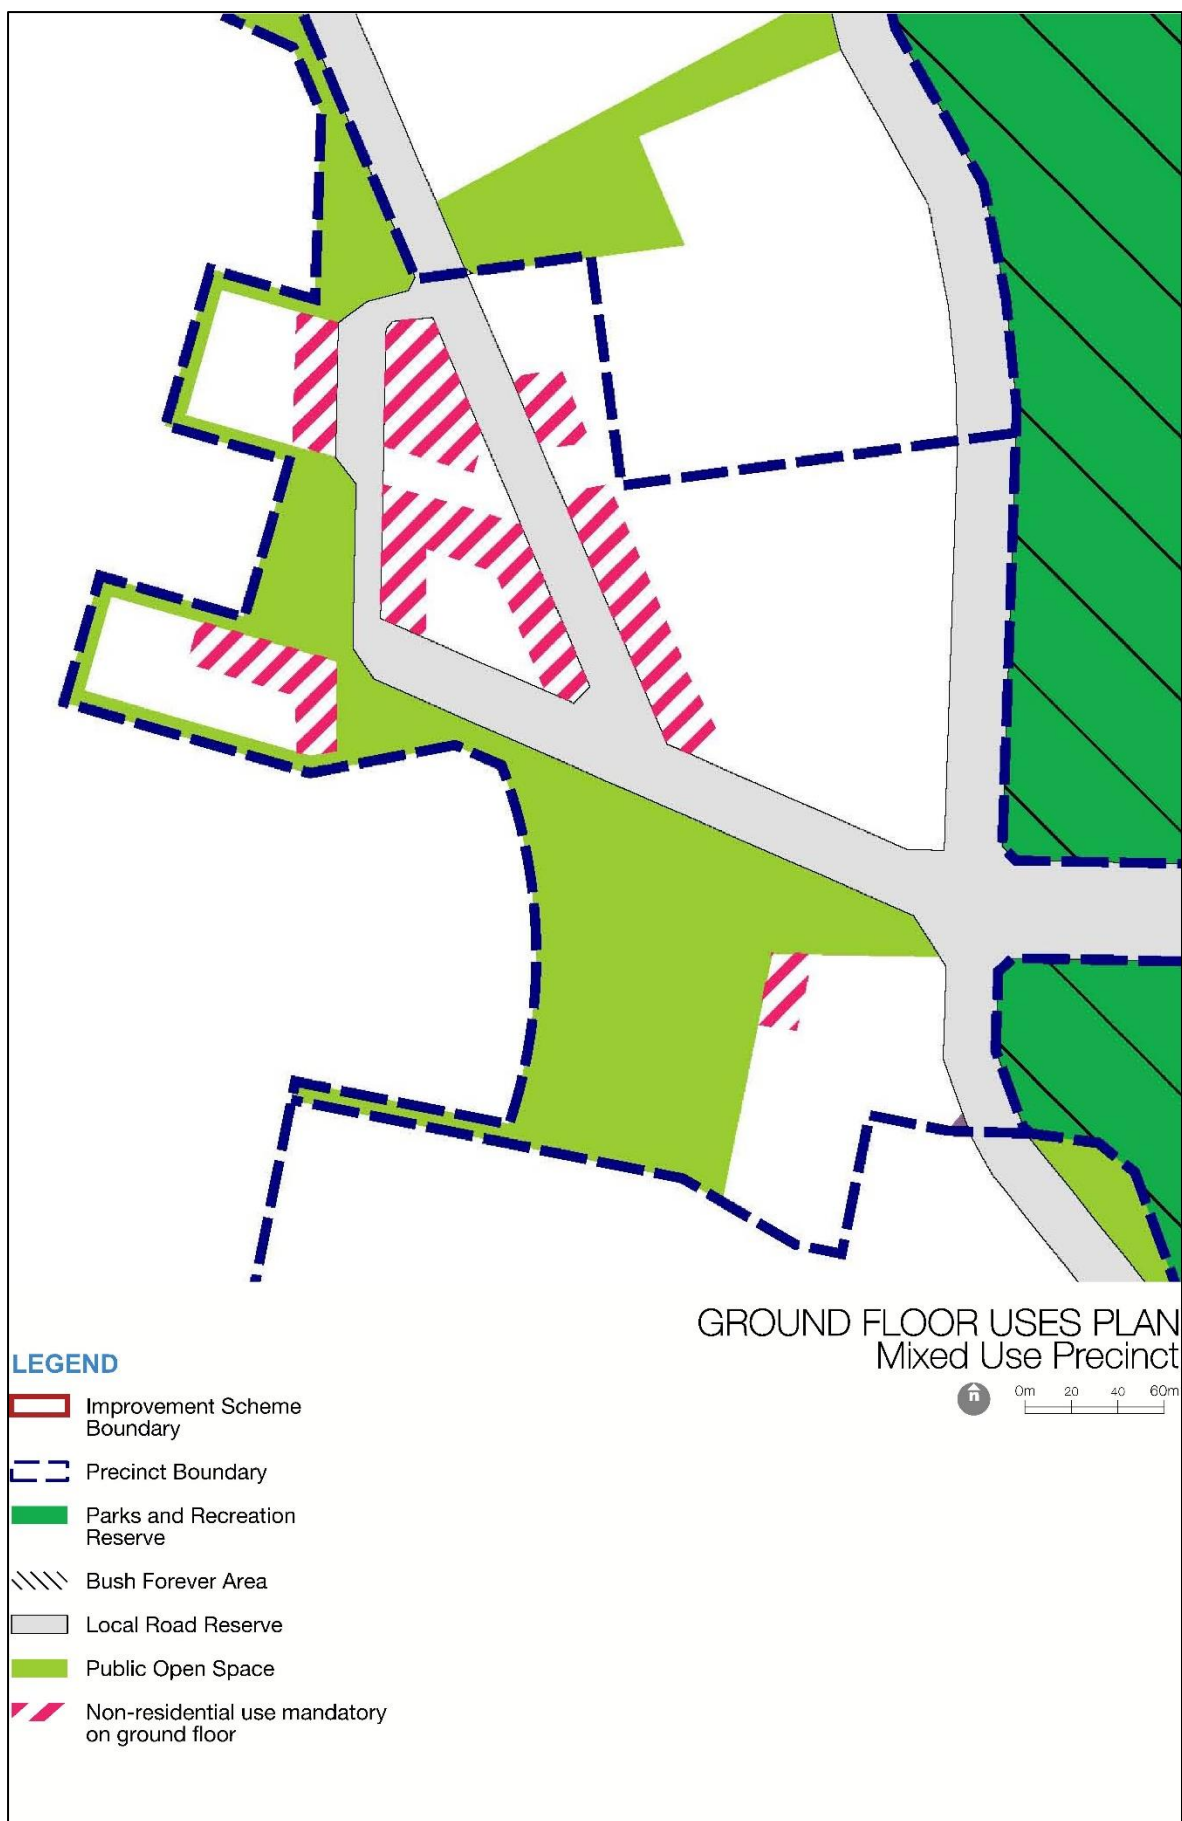 GROUND FLOOR USES PLAN
Mixed Use Precinct
n
0m 20 40 60m
LEGEND
Improvement Scheme
Boundary
Precinct Boundary
Parks and Recreation
Reserve
Bush Forever Area
Local Road Reserve
Public Open Space
Non-residential use mandatory
on ground floor